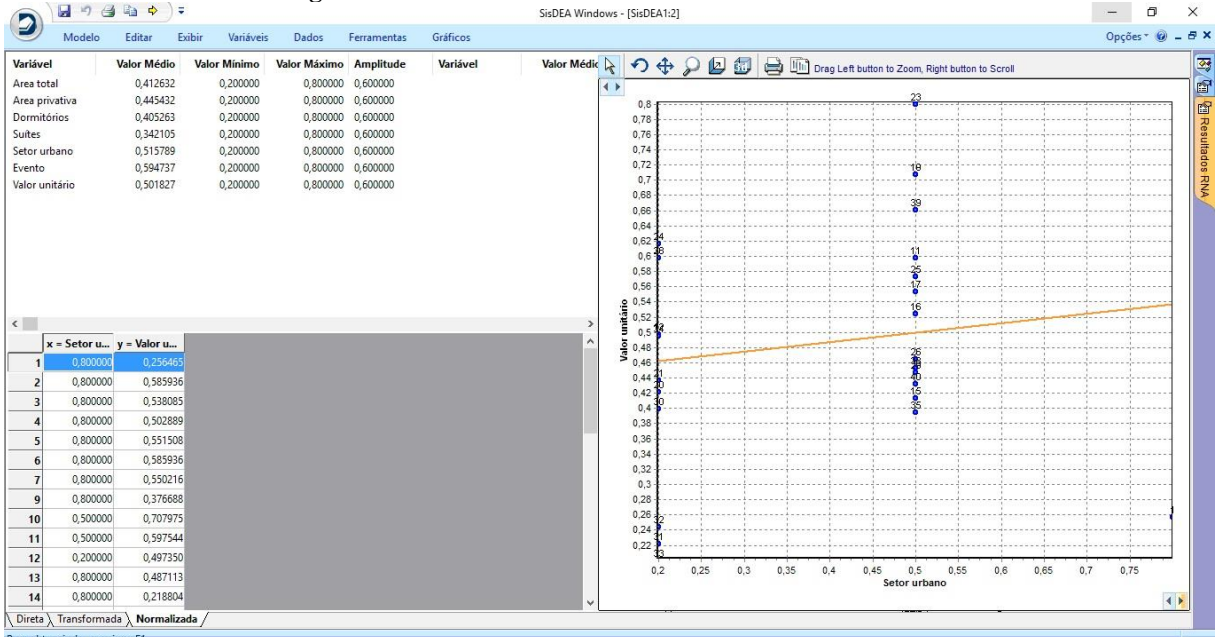 SisDEA Windows - [SisDEA1:2]
Modelo Editar Exibir Variáveis Dados Ferramentas Gráficos Opções
Variável Valor Médio Valor Mínimo Valor Máximo Amplitude Variável Valor Médic
Area total 0,412632 0,200000 0,800000 0,600000
Area privativa 0,445432 0,200000 0,800000 0,600000
Dormitórios 0,405263 0,200000 0,800000 0,600000
Suítes 0,342105 0,200000 0,800000 0,600000
Setor urbano 0,515789 0,200000 0,800000 0,600000
Evento 0,594737 0,200000 0,800000 0,600000
Valor unitário 0,501827 0,200000 0,800000 0,600000
x = Setor u... y = Valor u...
1 0,800000 0,256465
2 0,800000 0,585936
3 0,800000 0,538085
4 0,800000 0,502889
5 0,800000 0,551508
6 0,800000 0,585936
7 0,800000 0,550216
9 0,800000 0,376688
10 0,500000 0,707975
11 0,500000 0,597544
12 0,200000 0,497350
13 0,800000 0,487113
14 0,800000 0,218804
Direta Transformada Normalizada
Drag Left button to Zoom, Right button to Scroll
23
0,8
0,78
0,76
0,74
0,72
0,7
0,68
39
0,66
0,64
0,62
0,6
11
0,58
25
0,56
17
0,54
16
0,52
0,5
0,48
26
0,46
0,44
40
0,42
15
0,4
35
0,38
0,36
0,34
0,32
0,3
0,28
0,26
0,24
0,22
Valor unitário
0,2 0,25 0,3 0,35 0,4 0,45 0,5 0,55 0,6 0,65 0,7 0,75
Setor urbano
Resultados RNA